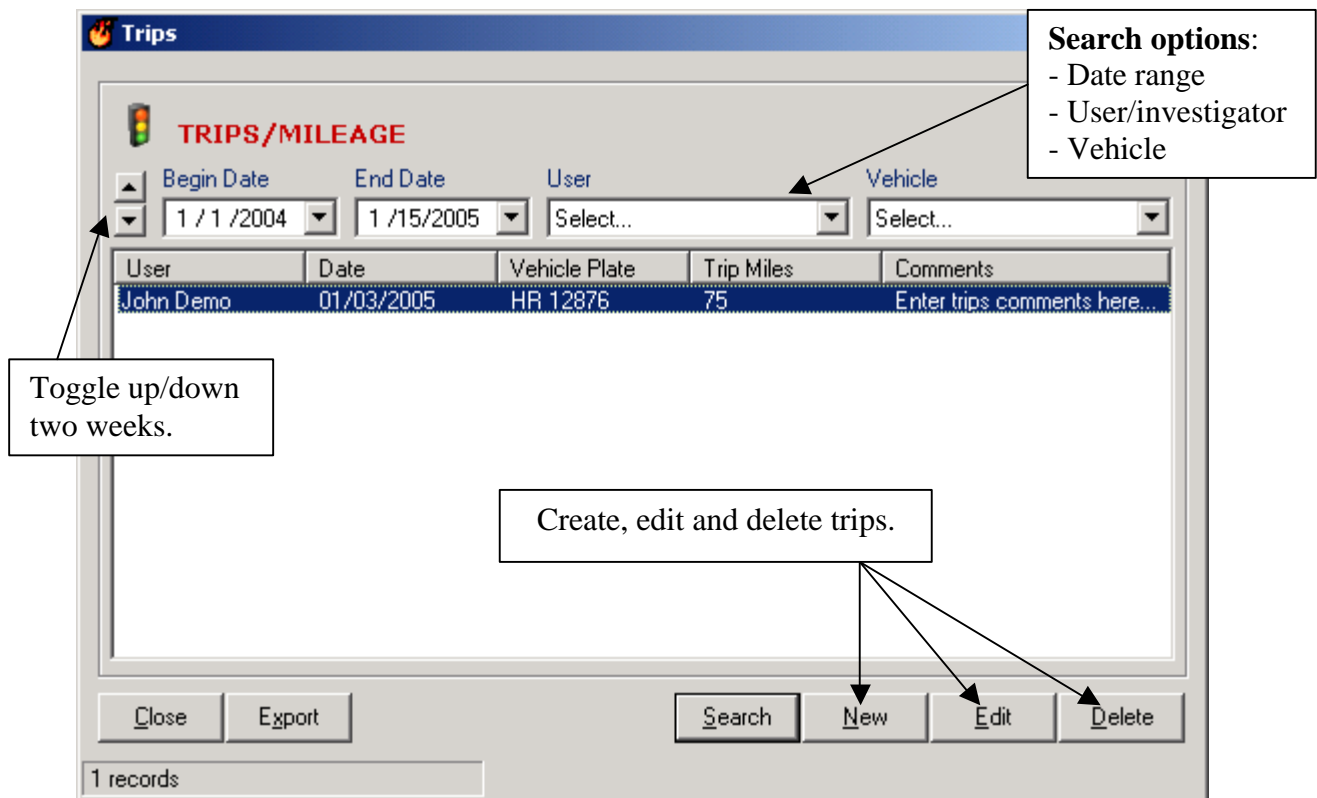 Trips
Search options:
- Date range
- User/investigator
- Vehicle
TRIPS/MILEAGE
Begin Date End Date User Vehicle
1 / 1 /2004 1 /15/2005 Select... Select...
User Date Vehicle Plate Trip Miles Comments
John Demo 01/03/2005 HR 12876 75 Enter trips comments here...
Toggle up/down
two weeks.
Create, edit and delete trips.
Close Export Search New Edit Delete
1 records